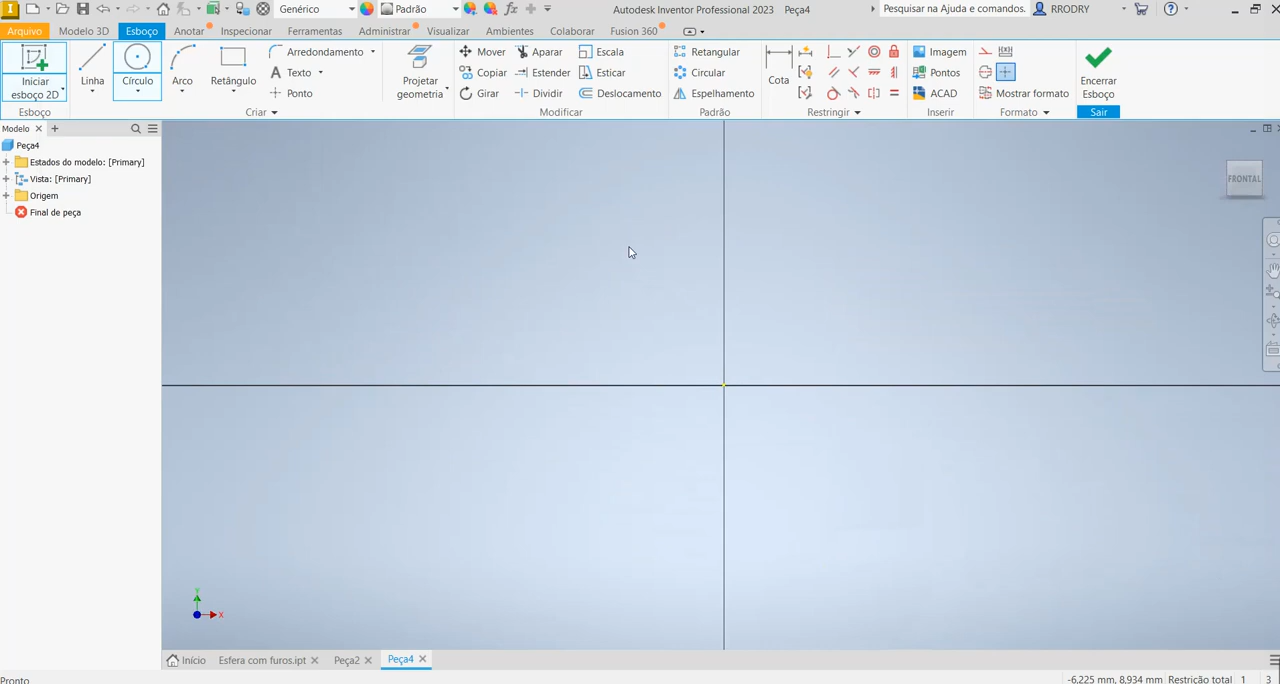 Genérico
Padrão
Autodesk Inventor Professional 2023 Peça4
Pesquisar na Ajuda e comandos.
RRODRY
Arquivo Modelo 3D Esboço Anotar Inspecionar Ferramentas Administrar Visualizar Ambientes Colaborar Fusion 360
Iniciar
esboço 2D
Linha
Círculo
Arco
Retângulo
Arredondamento
Texto
Ponto
Projetar
geometria
Mover
Copiar
Girar
Aparar
Estender
Dividir
Escala
Esticar
Deslocamento
Retangular
Circular
Espelhamento
Cota
Imagem
Pontos
ACAD
Mostrar formato
Encerrar
Esboço
Esboço Criar Modificar Padrão Restringir Inserir Formato Sair
Modelo
Peça4
Estados do modelo: [Primary]
Vista: [Primary]
Origem
Final de peça
FRONTAL
Y
X
Início Esfera com furos.ipt Peça2 Peça4
Pronto
-6,225 mm, 8,934 mm Restrição total 1 3